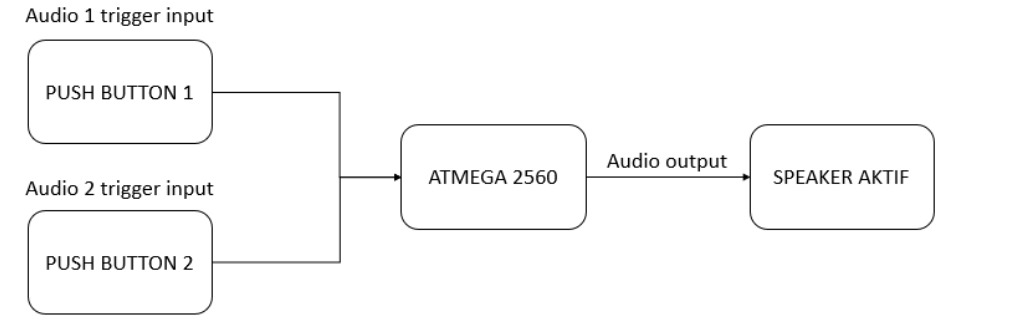 Audio 1 trigger input
PUSH BUTTON 1
Audio 2 trigger input
PUSH BUTTON 2
ATMEGA 2560
Audio output
SPEAKER AKTIF